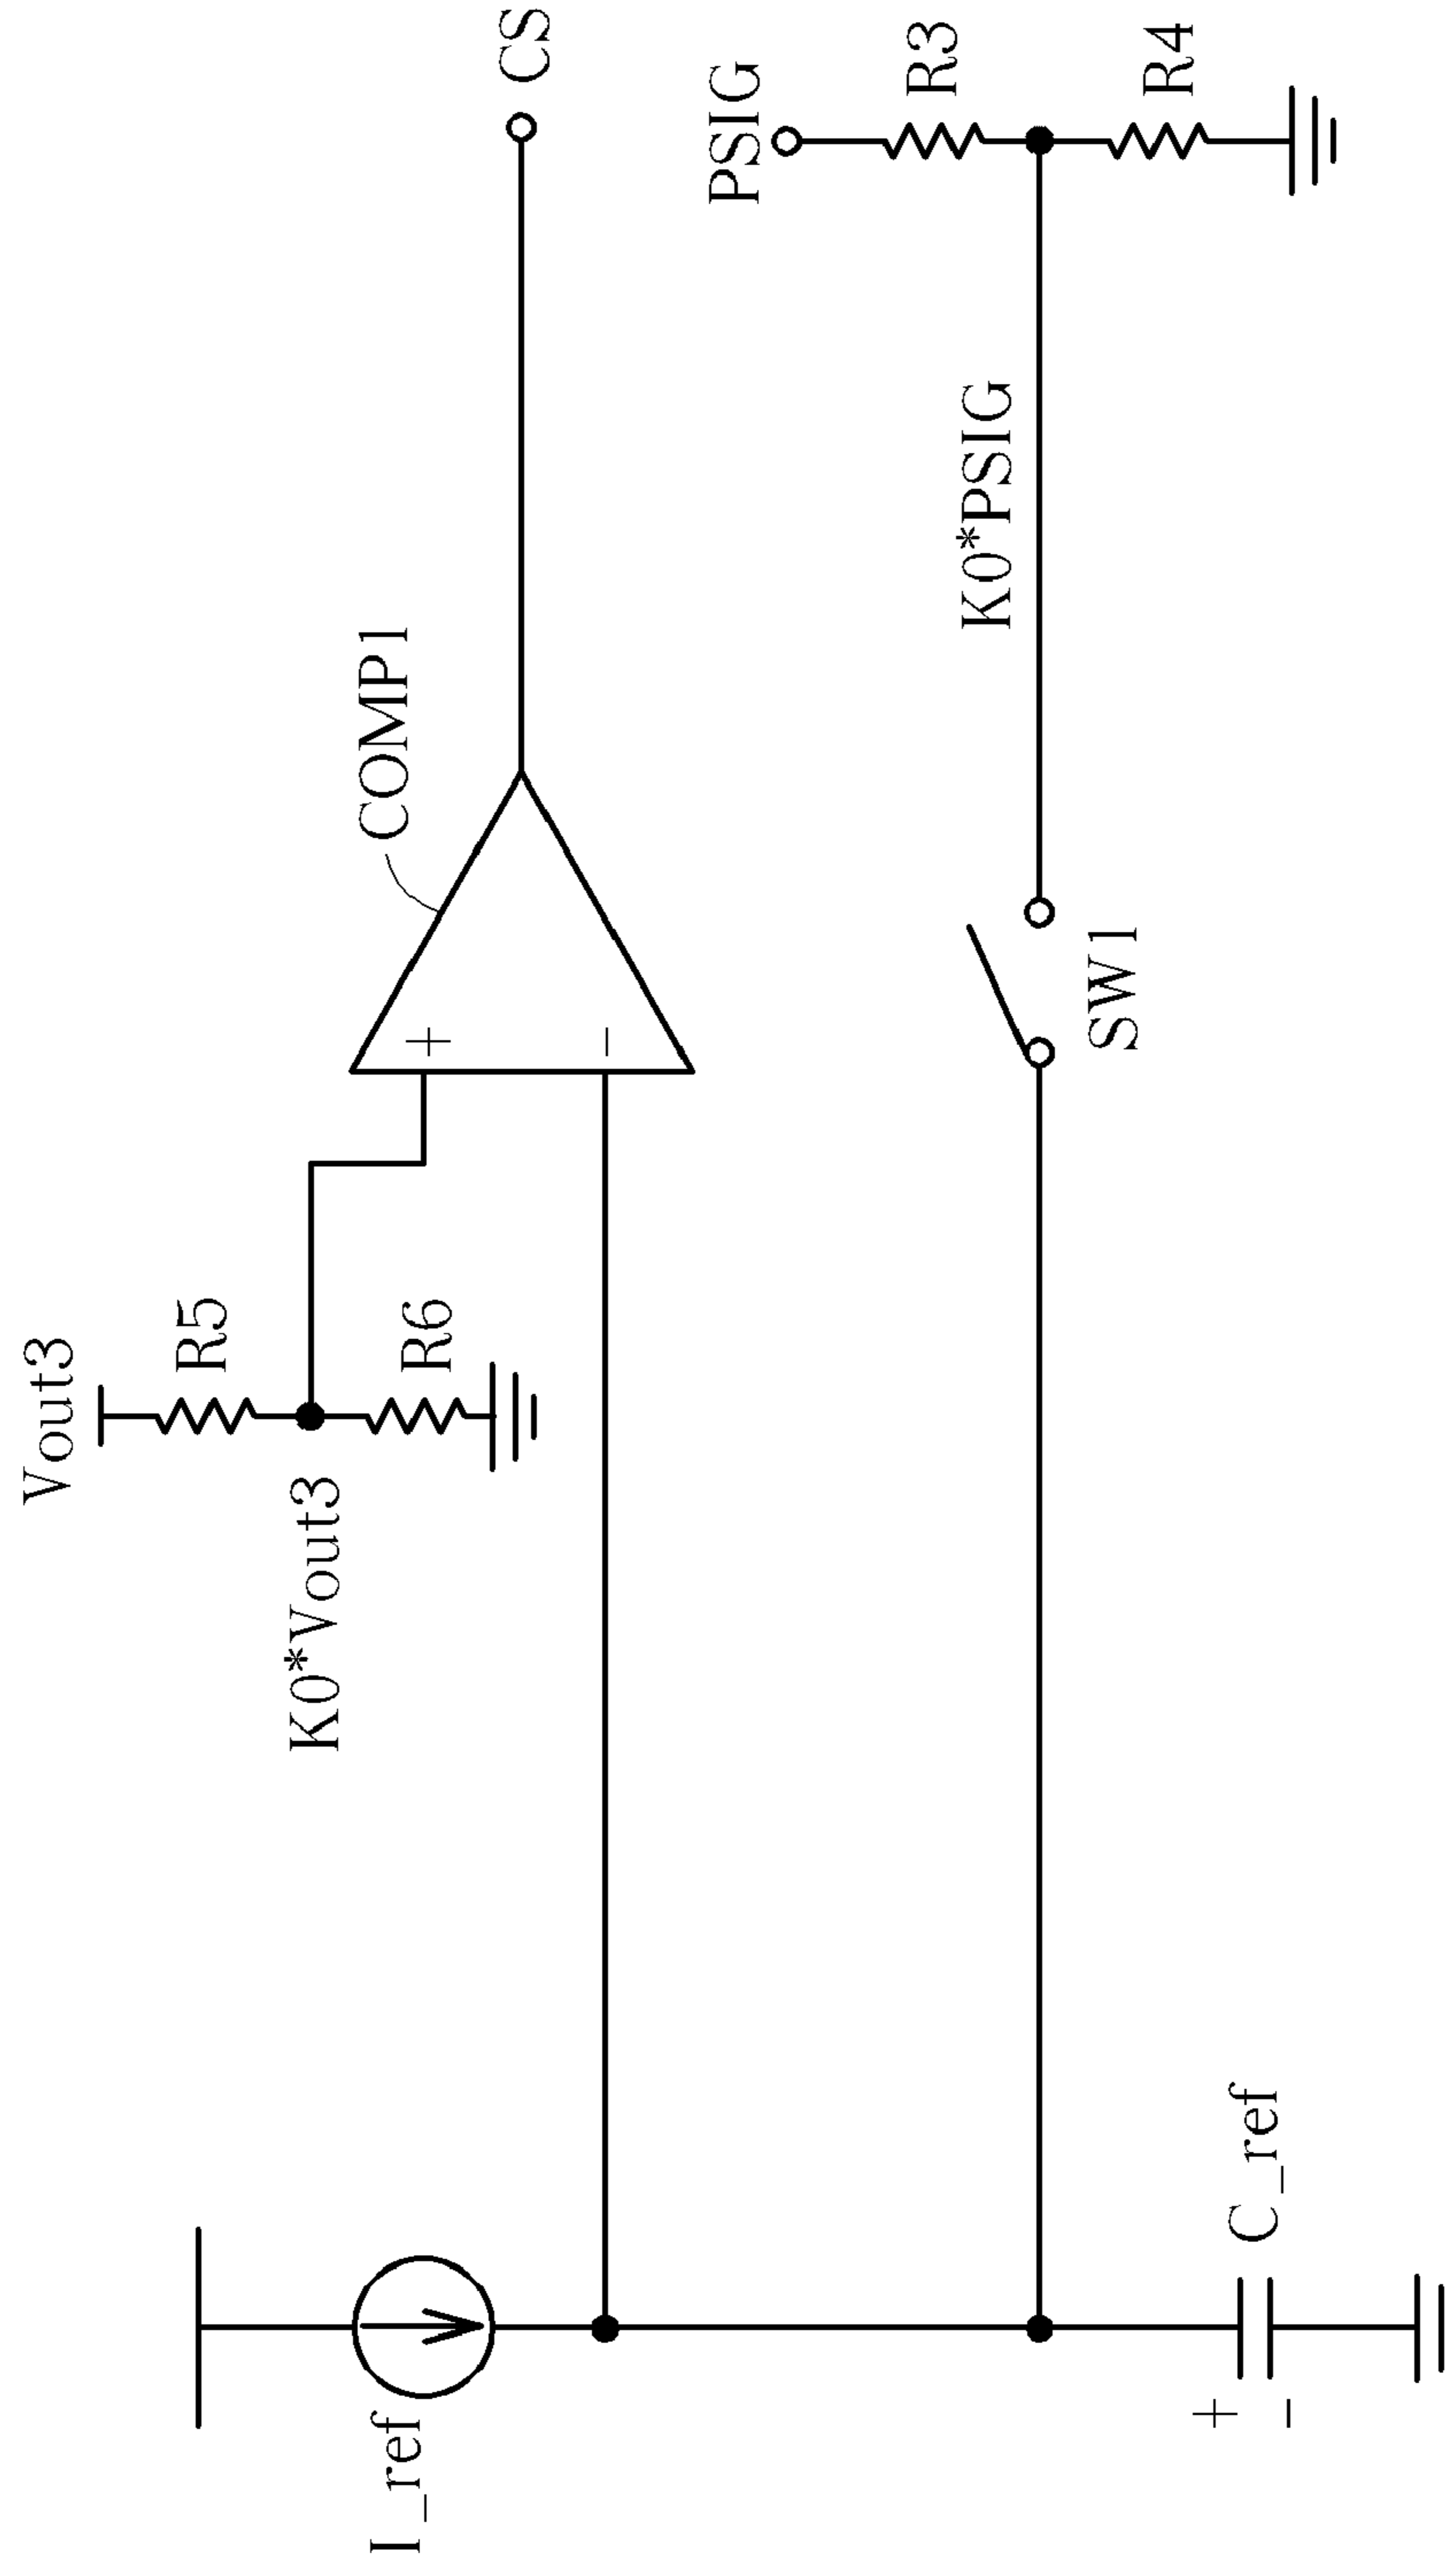 Vout3
R5
K0*Vout3
R6
I_ref
COMP1
+
-
CS
PSIG
R3
K0*PSIG
R4
SW1
C_ref
+
-